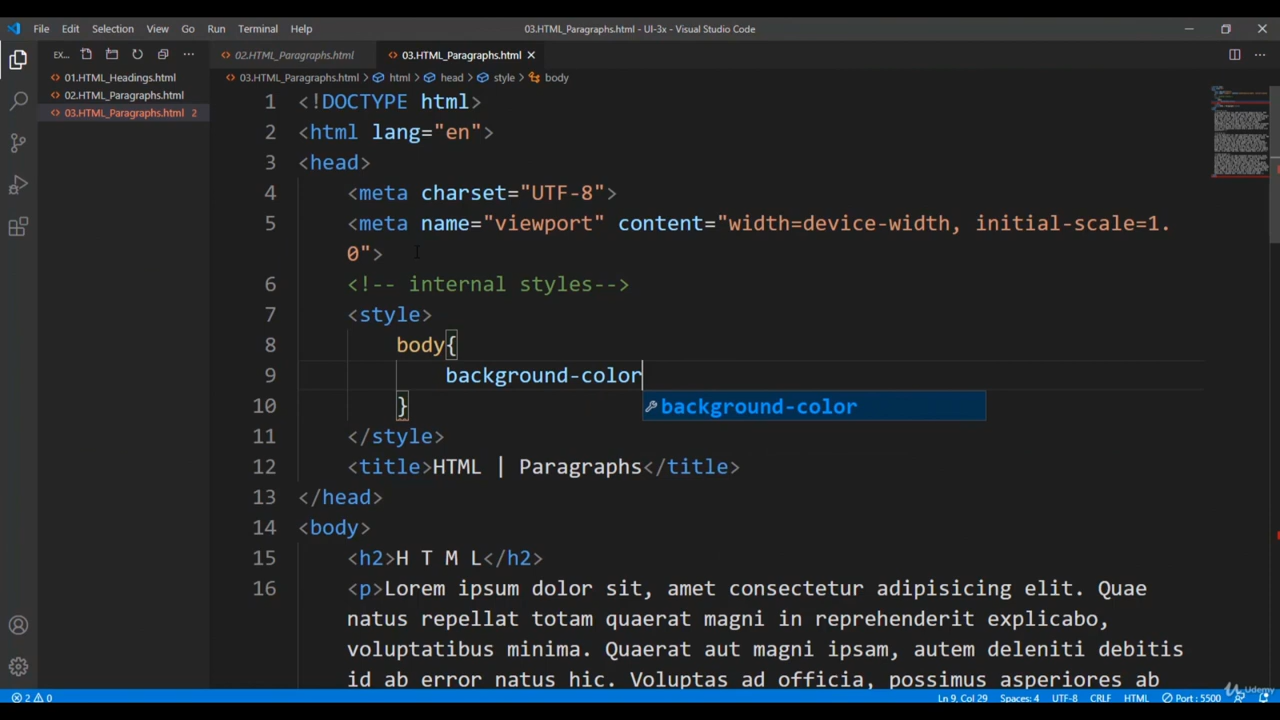 File Edit Selection View Go Run Terminal Help
03.HTML_Paragraphs.html - UI-3x - Visual Studio Code
EX... ...
02.HTML_Paragraphs.html
03.HTML_Paragraphs.html
...
01.HTML_Headings.html
02.HTML_Paragraphs.html
03.HTML_Paragraphs.html 2
03.HTML_Paragraphs.html > html > head > style > body
1 <!DOCTYPE html>
2 <html lang="en">
3 <head>
4 <meta charset="UTF-8">
5 <meta name="viewport" content="width=device-width, initial-scale=1.
0">
6 <!-- internal styles-->
7 <style>
8 body{
9 background-color
10 }
background-color
11 </style>
12 <title>HTML | Paragraphs</title>
13 </head>
14 <body>
15 <h2>H T M L</h2>
16 <p>Lorem ipsum dolor sit, amet consectetur adipisicing elit. Quae
natus repellat totam quaerat magni in reprehenderit explicabo,
voluptatibus minima. Quaerat aut magni ipsam, autem deleniti debitis
id ab error natus hic. Voluptas ad officia, possimus asperiores ab
2 0
Ln 9, Col 29 Spaces: 4 UTF-8 CRLF HTML Port : 5500
Udemy